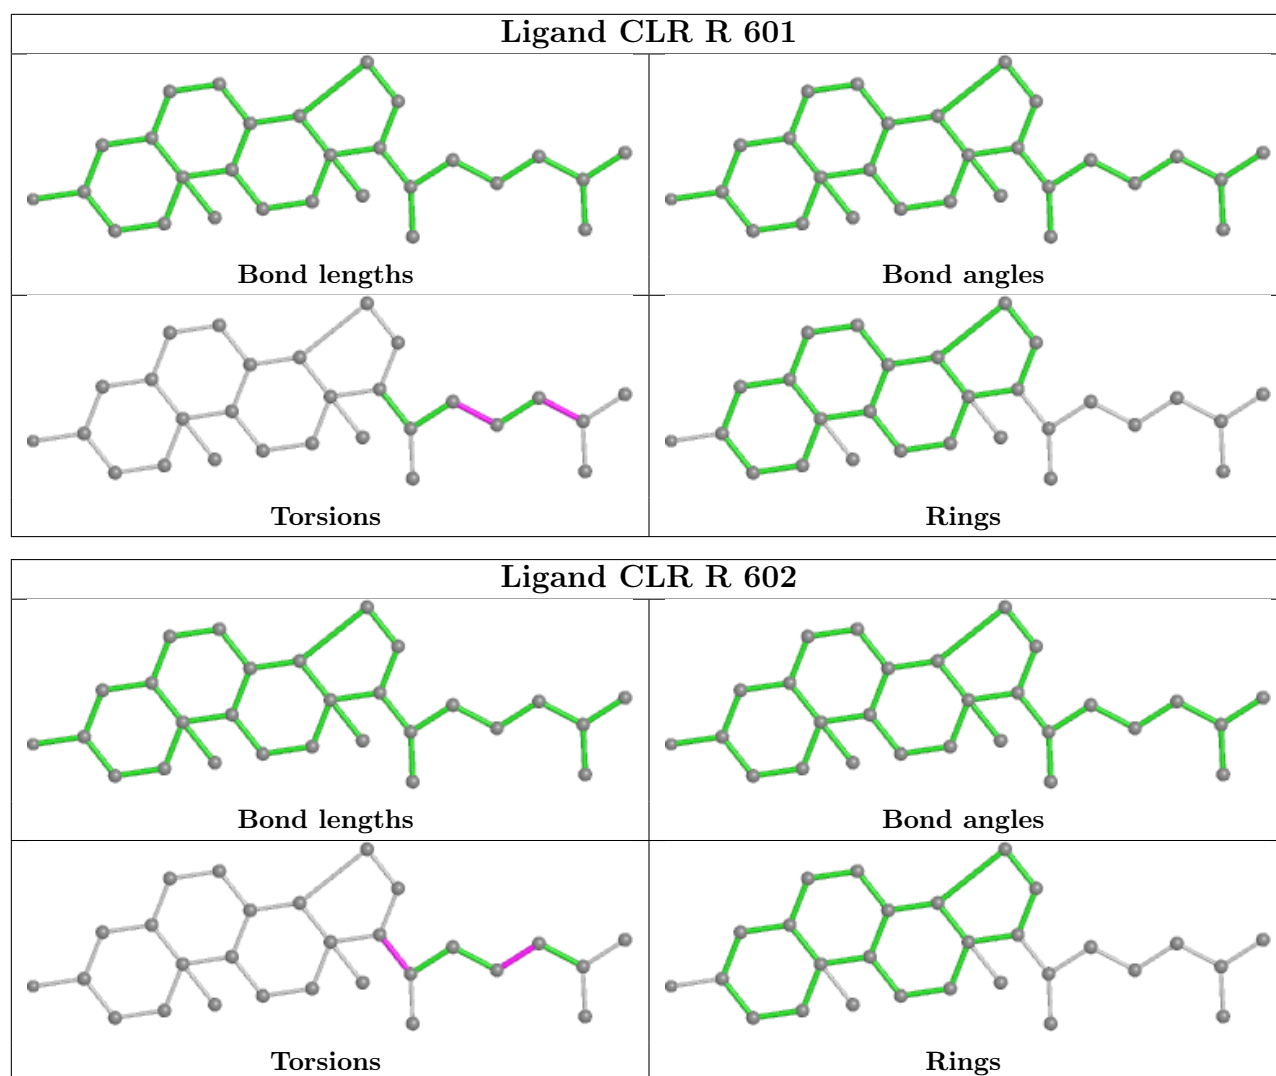 Ligand CLR R 601
Bond lengths
Bond angles
Torsions
Rings
Ligand CLR R 602
Bond lengths
Bond angles
Torsions
Rings